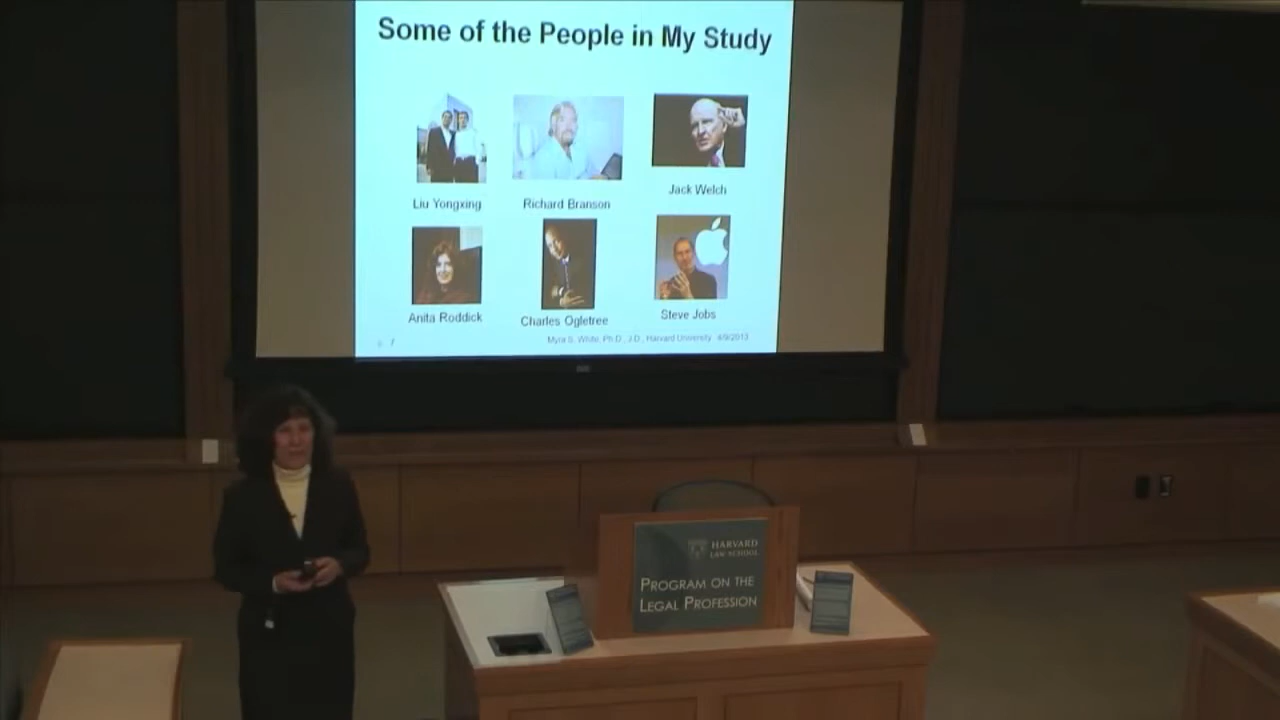 Some of the People in My Study
Jack Welch
Liu Yongxing
Richard Branson
Anita Roddick
Charles Ogletree
Steve Jobs
7
Myra S. White, Ph.D., J.D., Harvard University 4/9/2013
HARVARD
LAW SCHOOL
PROGRAM ON THE
LEGAL PROFESSION